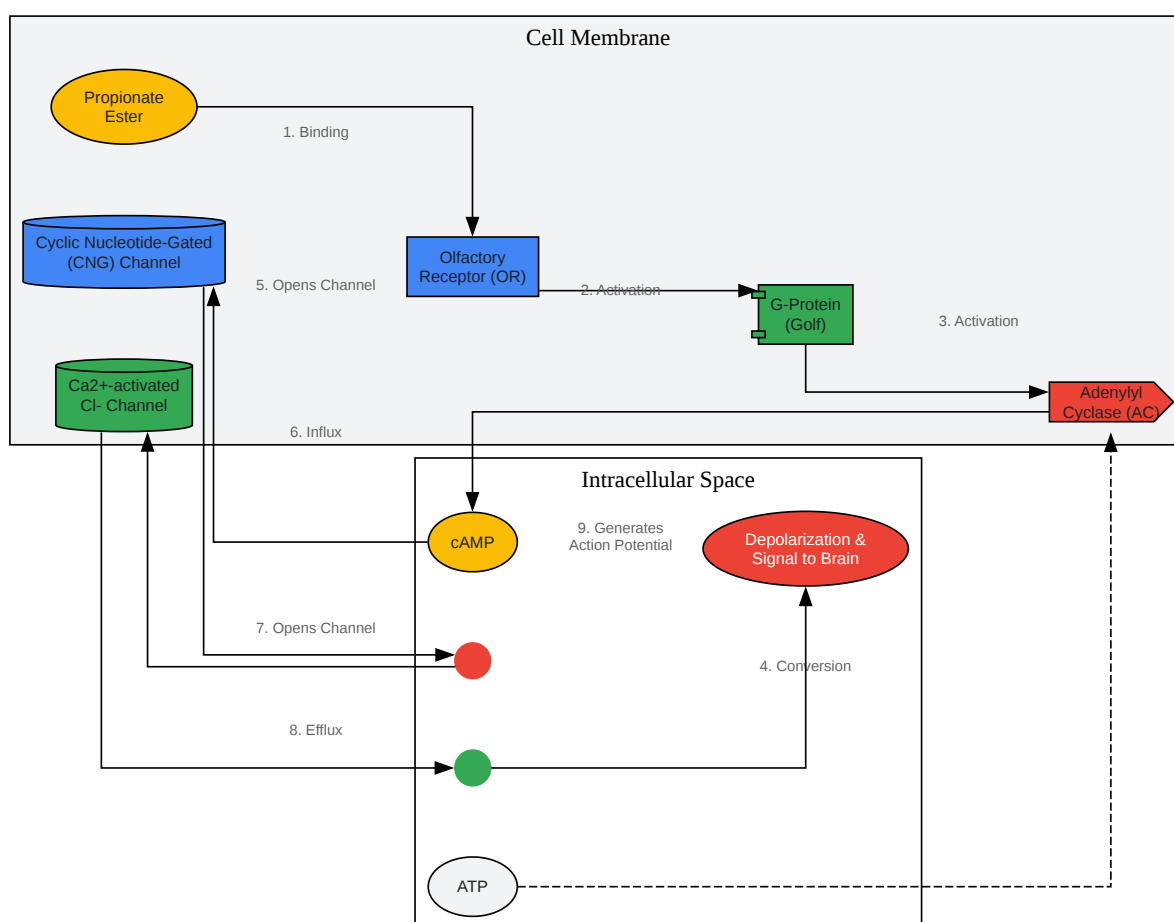 Cell Membrane
Propionate
Ester
1. Binding
Cyclic Nucleotide-Gated
(CNG) Channel
5. Opens Channel
Olfactory
Receptor (OR)
2. Activation
G-Protein
(Golf)
3. Activation
Ca2+-activated
Cl- Channel
Adenylyl
Cyclase (AC)
6. Influx
Intracellular Space
cAMP
9. Generates
Action Potential
Depolarization &
Signal to Brain
7. Opens Channel
4. Conversion
8. Efflux
ATP